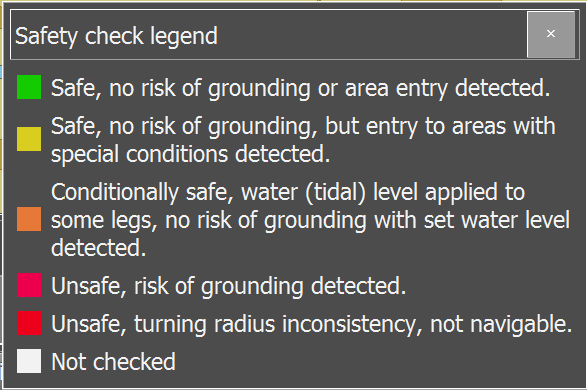 Safety check legend
×
Safe, no risk of grounding or area entry detected.
Safe, no risk of grounding, but entry to areas with
special conditions detected.
Conditionally safe, water (tidal) level applied to
some legs, no risk of grounding with set water level
detected.
Unsafe, risk of grounding detected.
Unsafe, turning radius inconsistency, not navigable.
Not checked